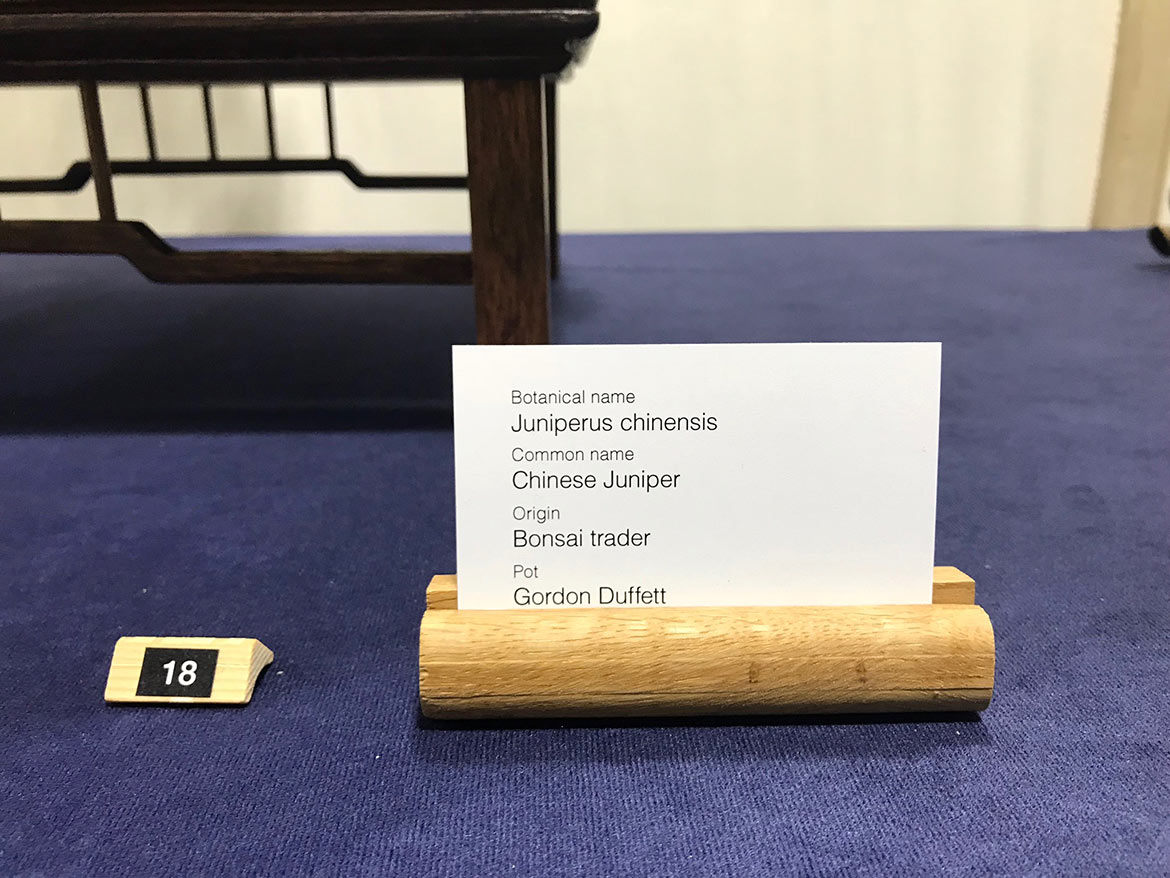 Botanical name
Juniperus chinensis
Common name
Chinese Juniper
Origin
Bonsai trader
Pot
Gordon Duffett
18